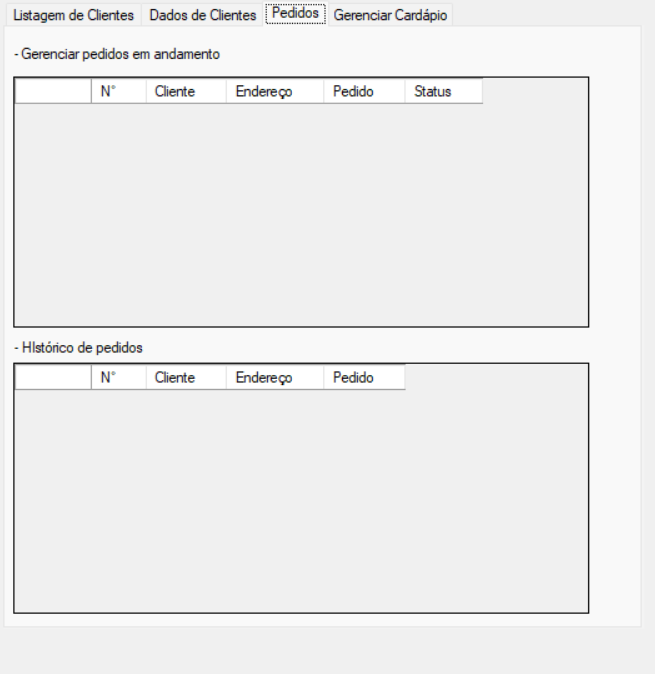 Listagem de Clientes Dados de Clientes Pedidos Gerenciar Cardápio
- Gerenciar pedidos em andamento
N° Cliente Endereço Pedido Status
- HIstórico de pedidos
N° Cliente Endereço Pedido